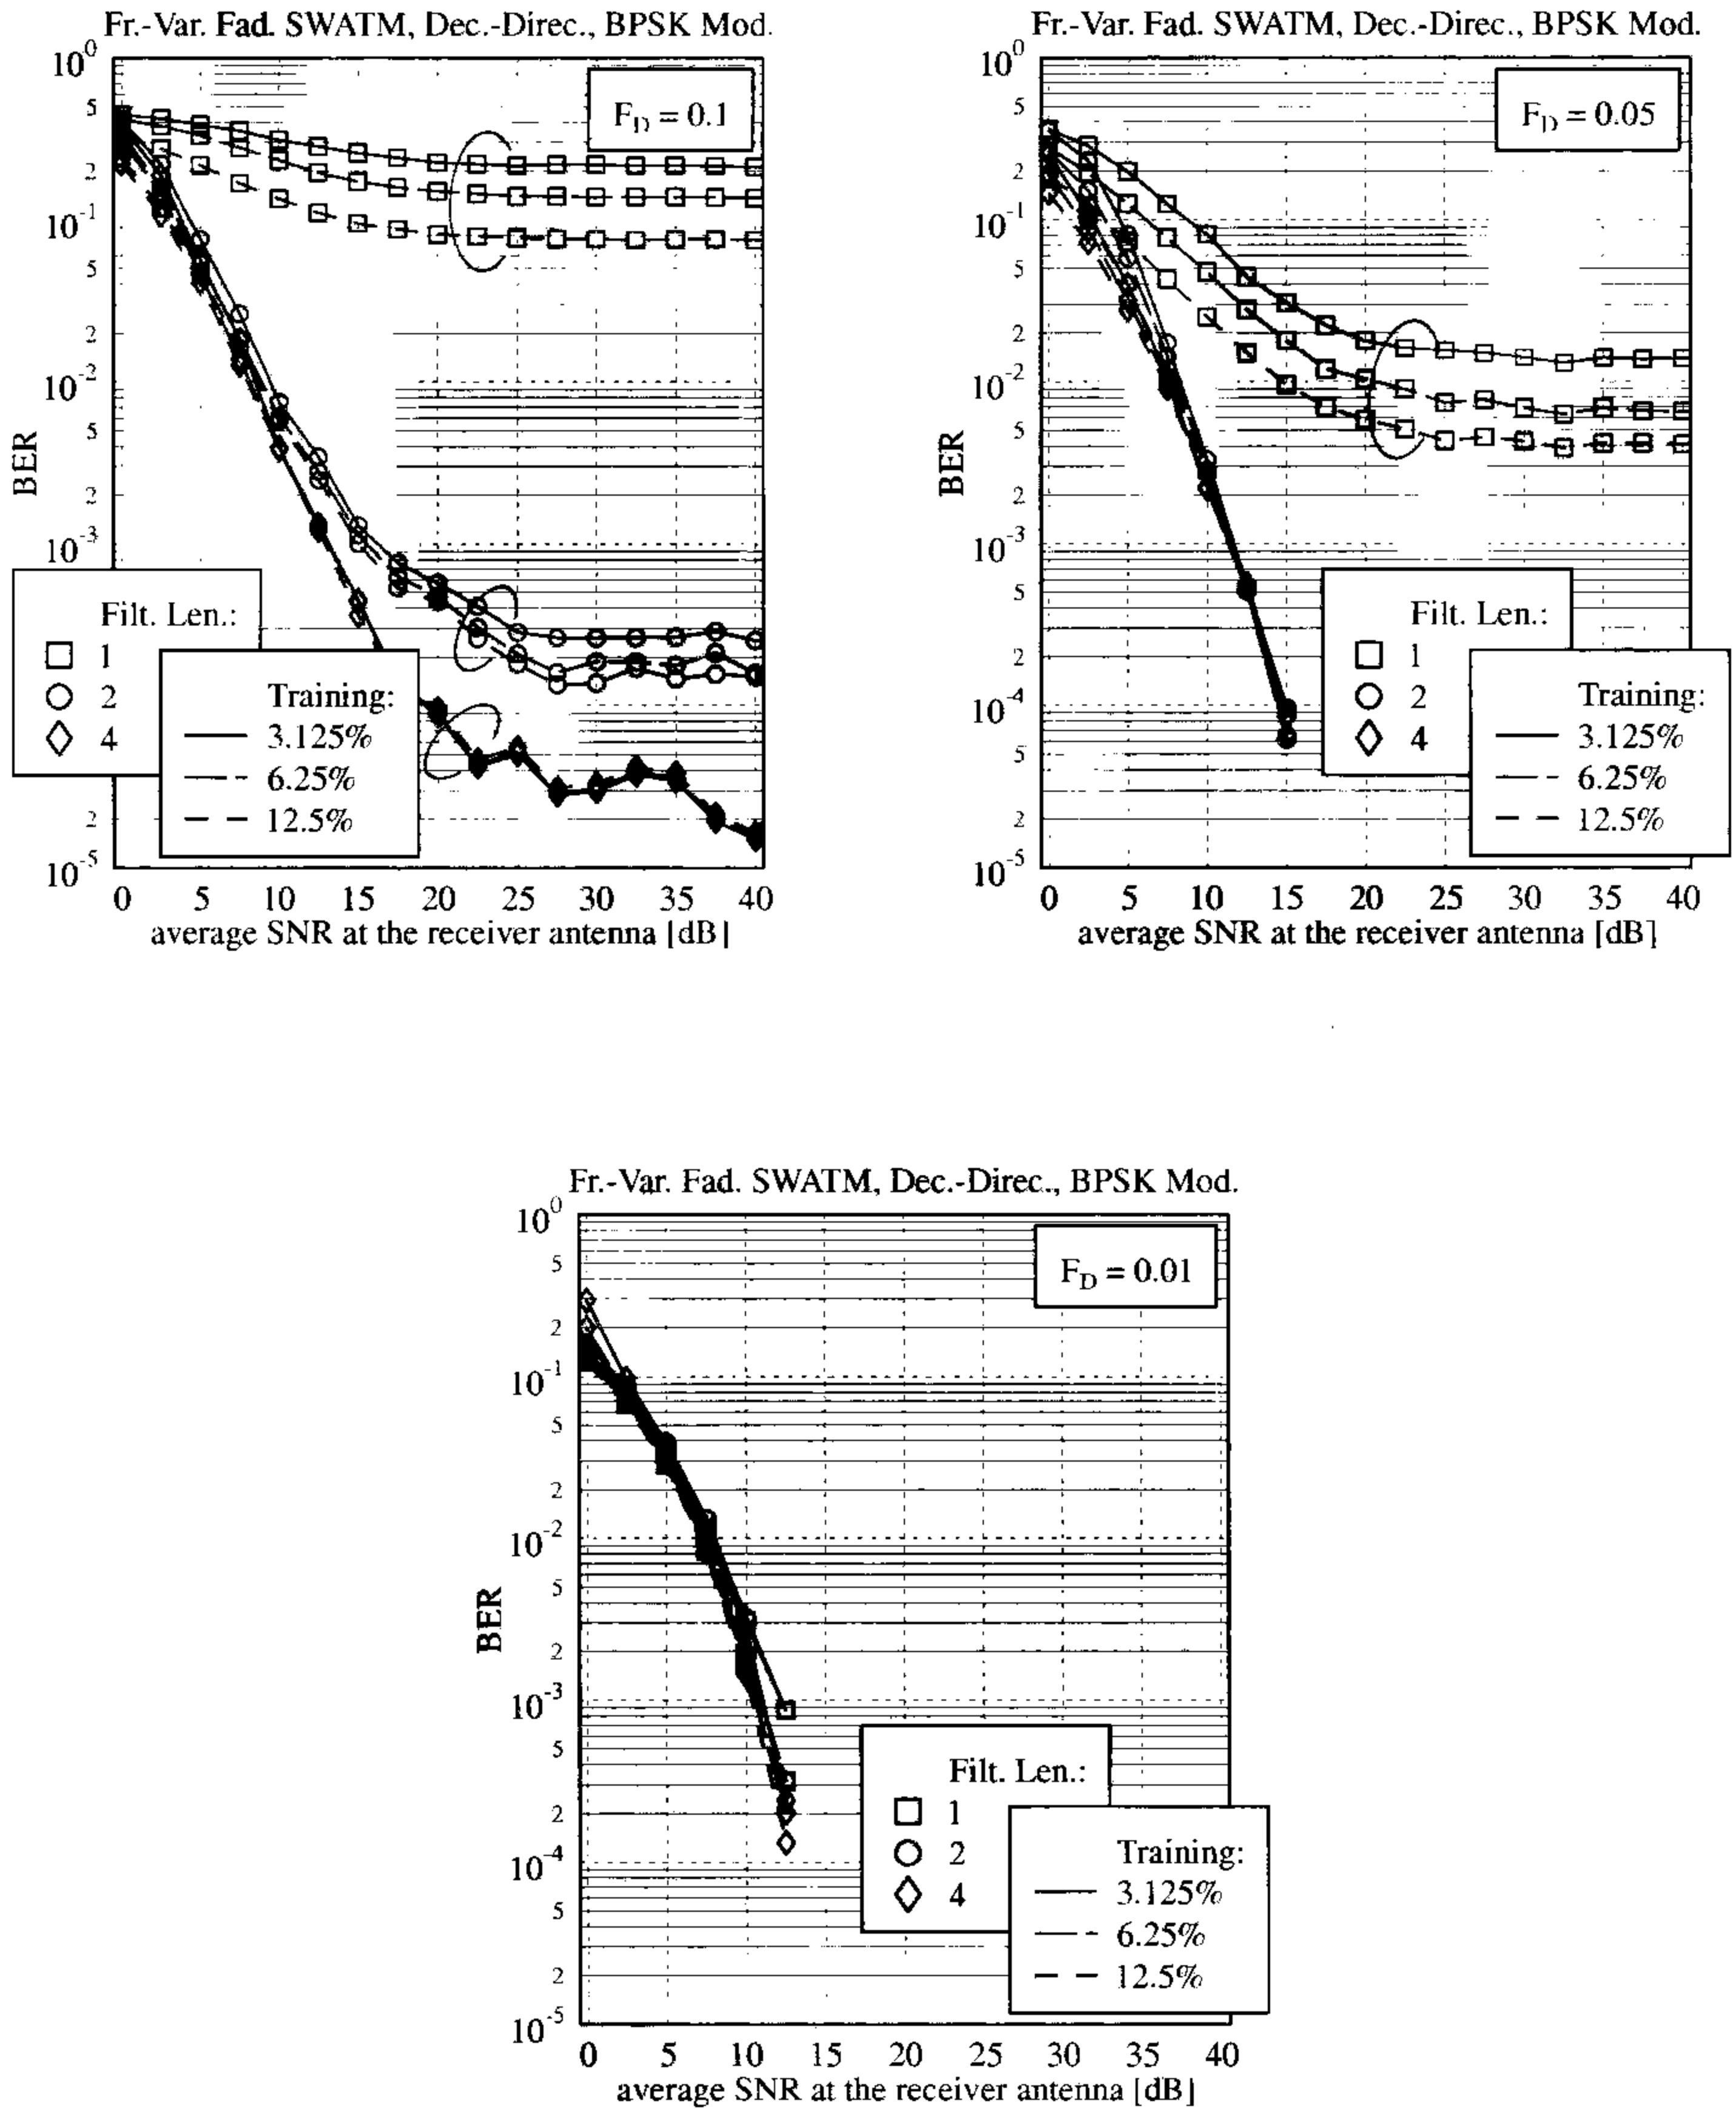 Fr.-Var. Fad. SWATM, Dec.-Direc., BPSK Mod.
F_D = 0.1
10^0
5
2
10^-1
5
2
10^-2
5
2
10^-3
2
10^-5
BER
Filt. Len.:
1
2
4
Training:
3.125%
6.25%
12.5%
0 5 10 15 20 25 30 35 40
average SNR at the receiver antenna [dB]
Fr.-Var. Fad. SWATM, Dec.-Direc., BPSK Mod.
F_D = 0.05
10^0
5
2
10^-1
5
2
10^-2
5
2
10^-3
5
2
10^-4
5
2
10^-5
BER
Filt. Len.:
1
2
4
Training:
3.125%
6.25%
12.5%
0 5 10 15 20 25 30 35 40
average SNR at the receiver antenna [dB]
Fr.-Var. Fad. SWATM, Dec.-Direc., BPSK Mod.
F_D = 0.01
10^0
5
2
10^-1
5
2
10^-2
5
2
10^-3
5
2
10^-4
5
2
10^-5
BER
Filt. Len.:
1
2
4
Training:
3.125%
6.25%
12.5%
0 5 10 15 20 25 30 35 40
average SNR at the receiver antenna [dB]